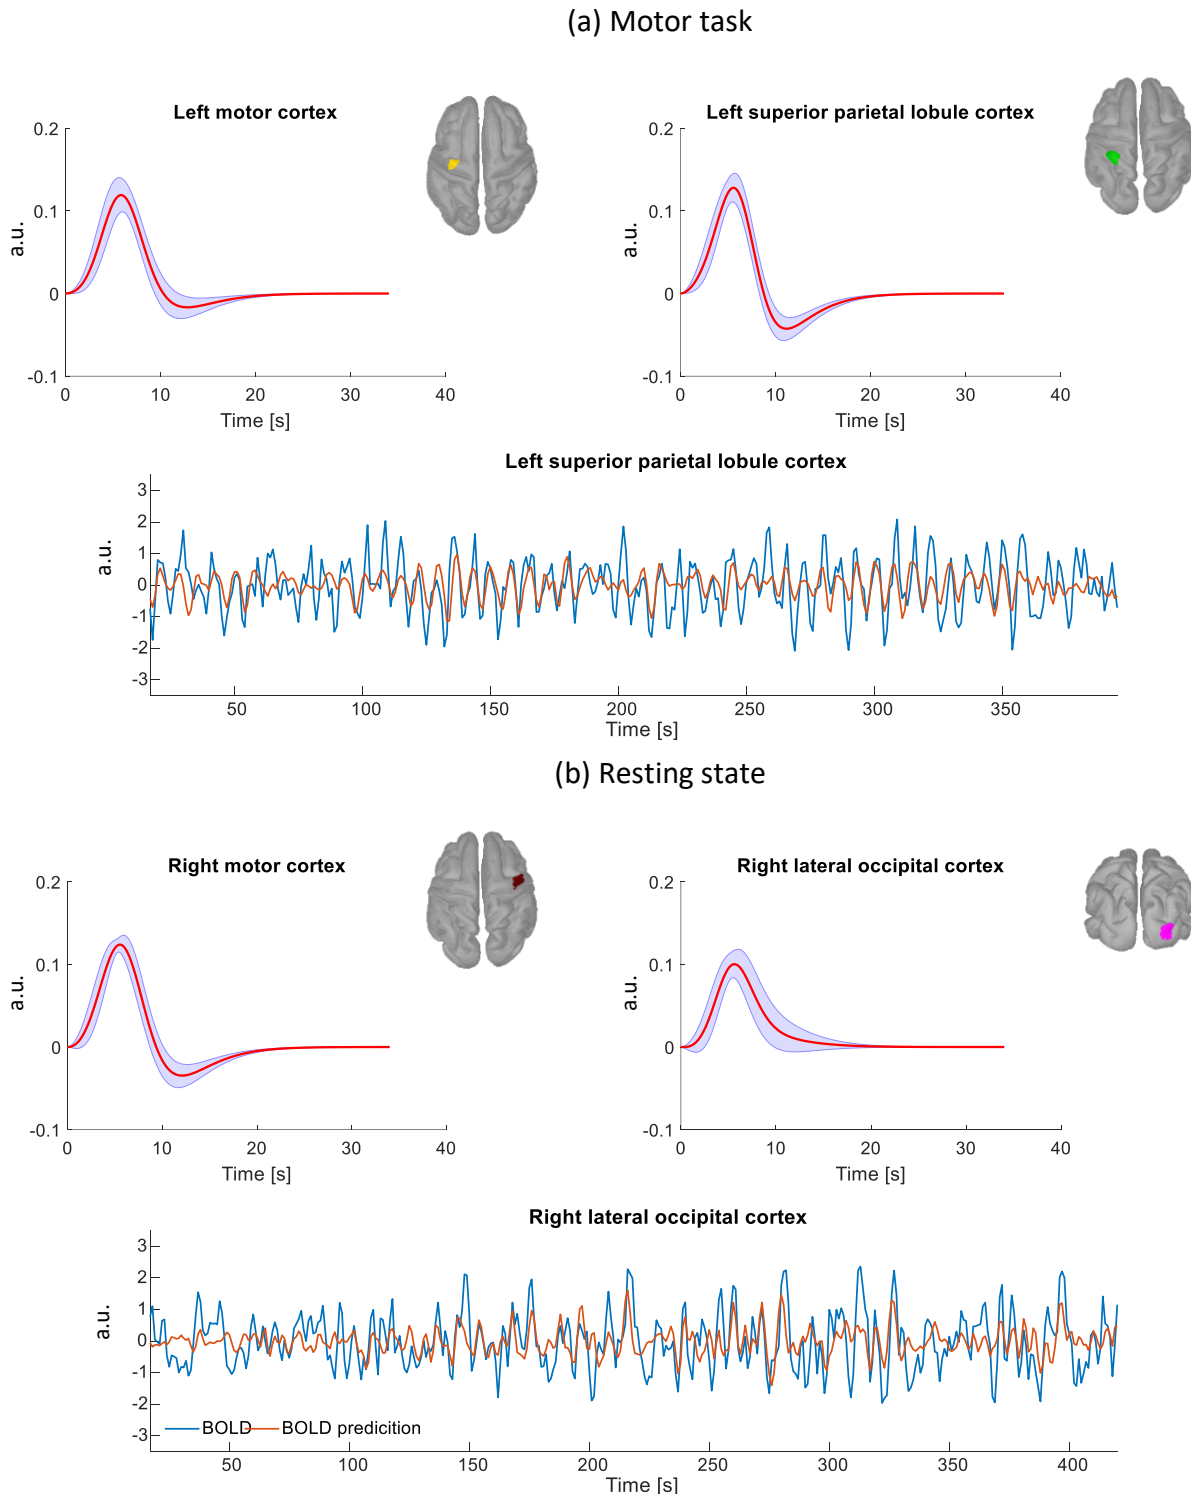 (a) Motor task
Left motor cortex
0.2
0.1
0
-0.1
a.u.
0 10 20 30 40
Time [s]
Left superior parietal lobule cortex
0.2
0.1
0
-0.1
a.u.
0 10 20 30 40
Time [s]
Left superior parietal lobule cortex
3
2
1
0
-1
-2
-3
a.u.
50 100 150 200 250 300 350
Time [s]
(b) Resting state
Right motor cortex
0.2
0.1
0
-0.1
a.u.
0 10 20 30 40
Time [s]
Right lateral occipital cortex
0.2
0.1
0
-0.1
a.u.
0 10 20 30 40
Time [s]
Right lateral occipital cortex
3
2
1
0
-1
-2
-3
a.u.
BOLD BOLD predicition
50 100 150 200 250 300 350 400
Time [s]